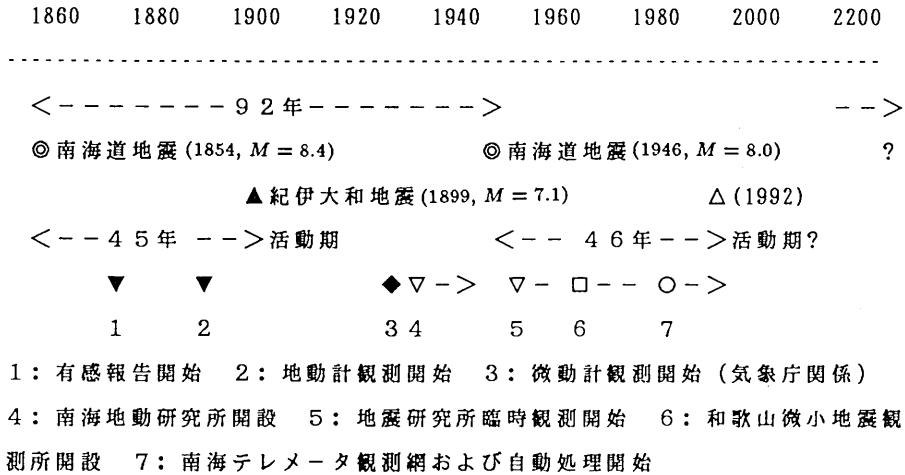 1860 1880 1900 1920 1940 1960 1980 2000 2200
<-------92年-------> -->
◎南海道地震(1854, M = 8.4) ◎南海道地震(1946, M = 8.0) ?
▲紀伊大和地震(1899, M = 7.1) △(1992)
<--45年 -->活動期 <-- 46年-->活動期?
▼ ▼ ◆▽-> ▽- □-- ○->
1 2 3 4 5 6 7
1: 有感報告開始 2: 地動計観測開始 3: 微動計観測開始 (気象庁関係)
4: 南海地動研究所開設 5: 地震研究所臨時観測開始 6: 和歌山微小地震観
測所開設 7: 南海テレメータ観測網および自動処理開始